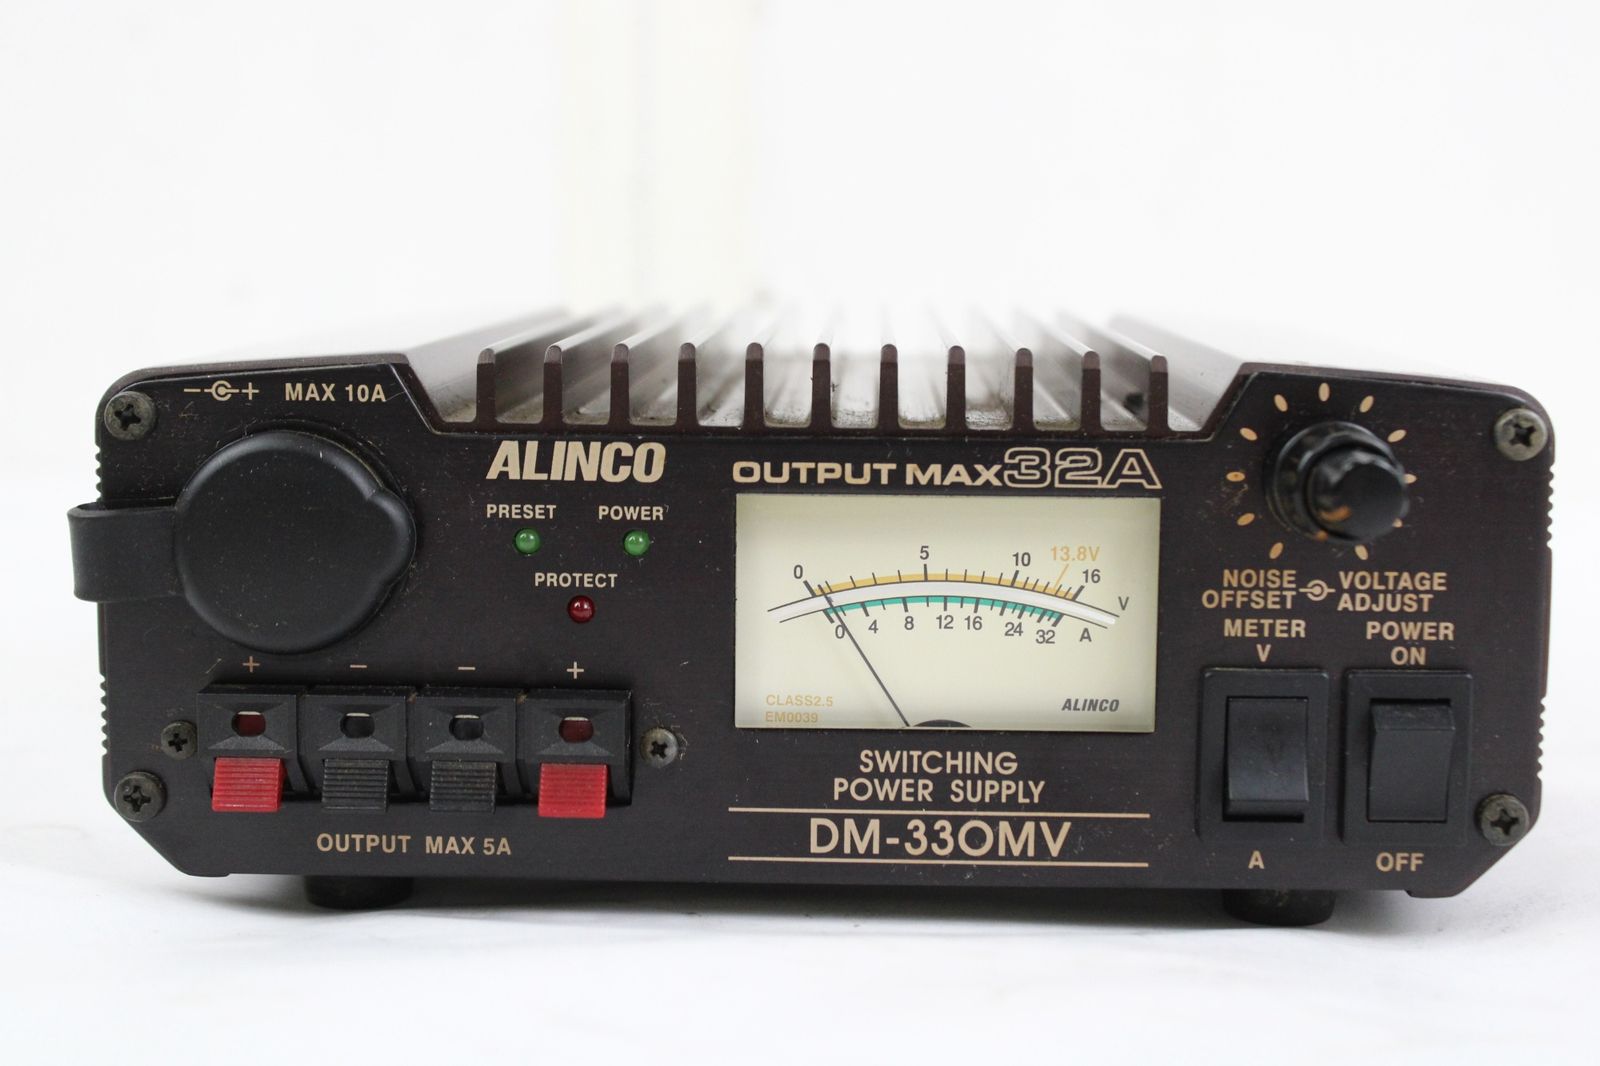 MAX 10A
ALINCO
OUTPUT MAX 32A
PRESET POWER
PROTECT
0 5 10 13.8V 16 V
0 4 8 12 16 24 32 A
CLASS2.5
EM0039
ALINCO
NOISE OFFSET
VOLTAGE ADJUST
METER
V
A
POWER
ON
OFF
+ − − +
OUTPUT MAX 5A
SWITCHING
POWER SUPPLY
DM-330MV